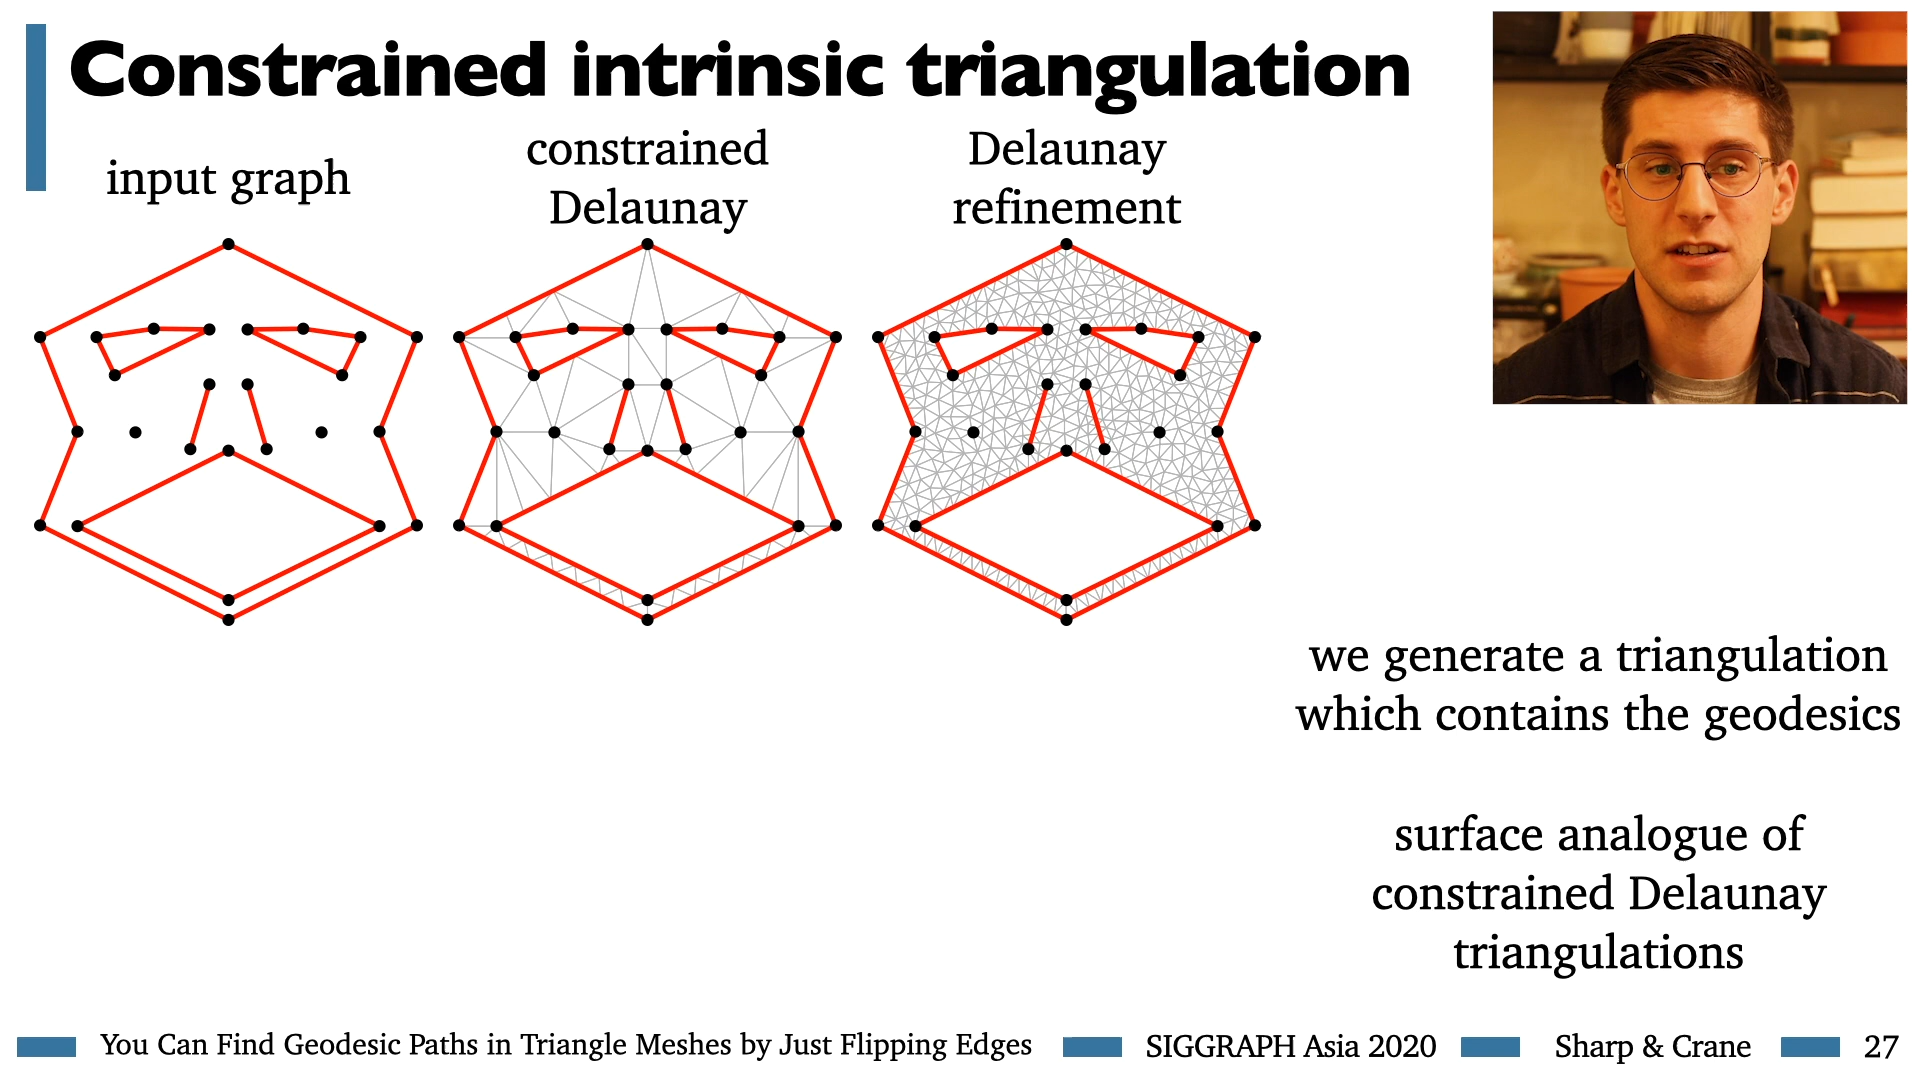 Constrained intrinsic triangulation
input graph
constrained
Delaunay
Delaunay
refinement
we generate a triangulation
which contains the geodesics
surface analogue of
constrained Delaunay
triangulations
You Can Find Geodesic Paths in Triangle Meshes by Just Flipping Edges SIGGRAPH Asia 2020 Sharp & Crane 27